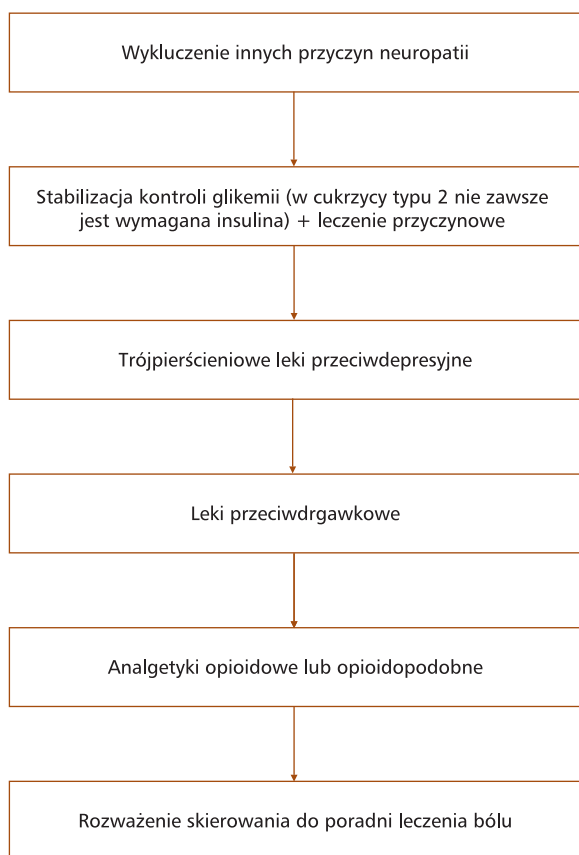 Wykluczenie innych przyczyn neuropatii
Stabilizacja kontroli glikemii (w cukrzycy typu 2 nie zawsze
jest wymagana insulina) + leczenie przyczynowe
Trójpierścieniowe leki przeciwdepresyjne
Leki przeciwdrgawkowe
Analgetyki opioidowe lub opioidopodobne
Rozważenie skierowania do poradni leczenia bólu